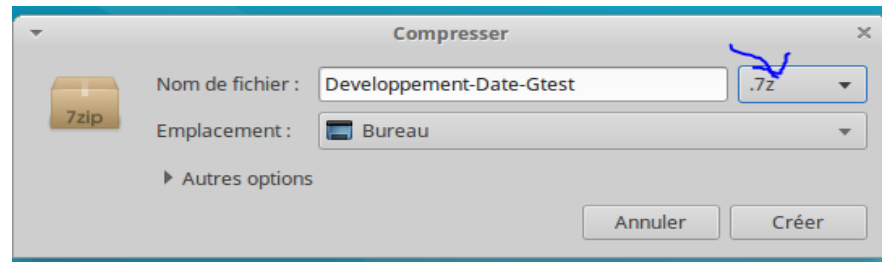 Compresser
7zip
Nom de fichier : Developpement-Date-Gtest .7z
Emplacement : Bureau
Autres options
Annuler Créer